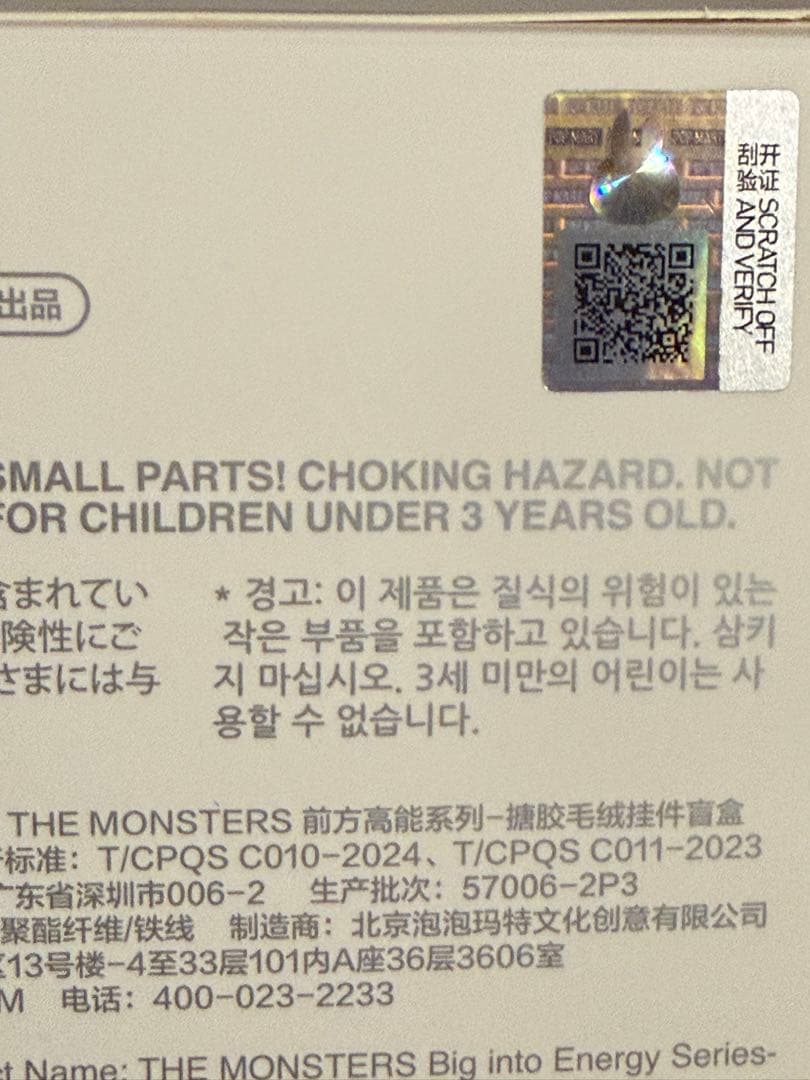 开证 SCRATCH OFF
刮验 AND VERIFY
出品
SMALL PARTS! CHOKING HAZARD. NOT
FOR CHILDREN UNDER 3 YEARS OLD.
含まれてい
険性にご
さまには与
* 경고: 이 제품은 질식의 위험이 있는
작은 부품을 포함하고 있습니다. 삼키
지 마십시오. 3세 미만의 어린이는 사
용할 수 없습니다.
THE MONSTERS 前方高能系列-搪胶毛绒挂件盲盒
标准：T/CPQS C010-2024、T/CPQS C011-2023
广东省深圳市006-2 生产批次：57006-2P3
聚酯纤维/铁线 制造商：北京泡泡玛特文化创意有限公司
区13号楼-4至33层101内A座36层3606室
M 电话：400-023-2233
ct Name: THE MONSTERS Big into Energy Series-